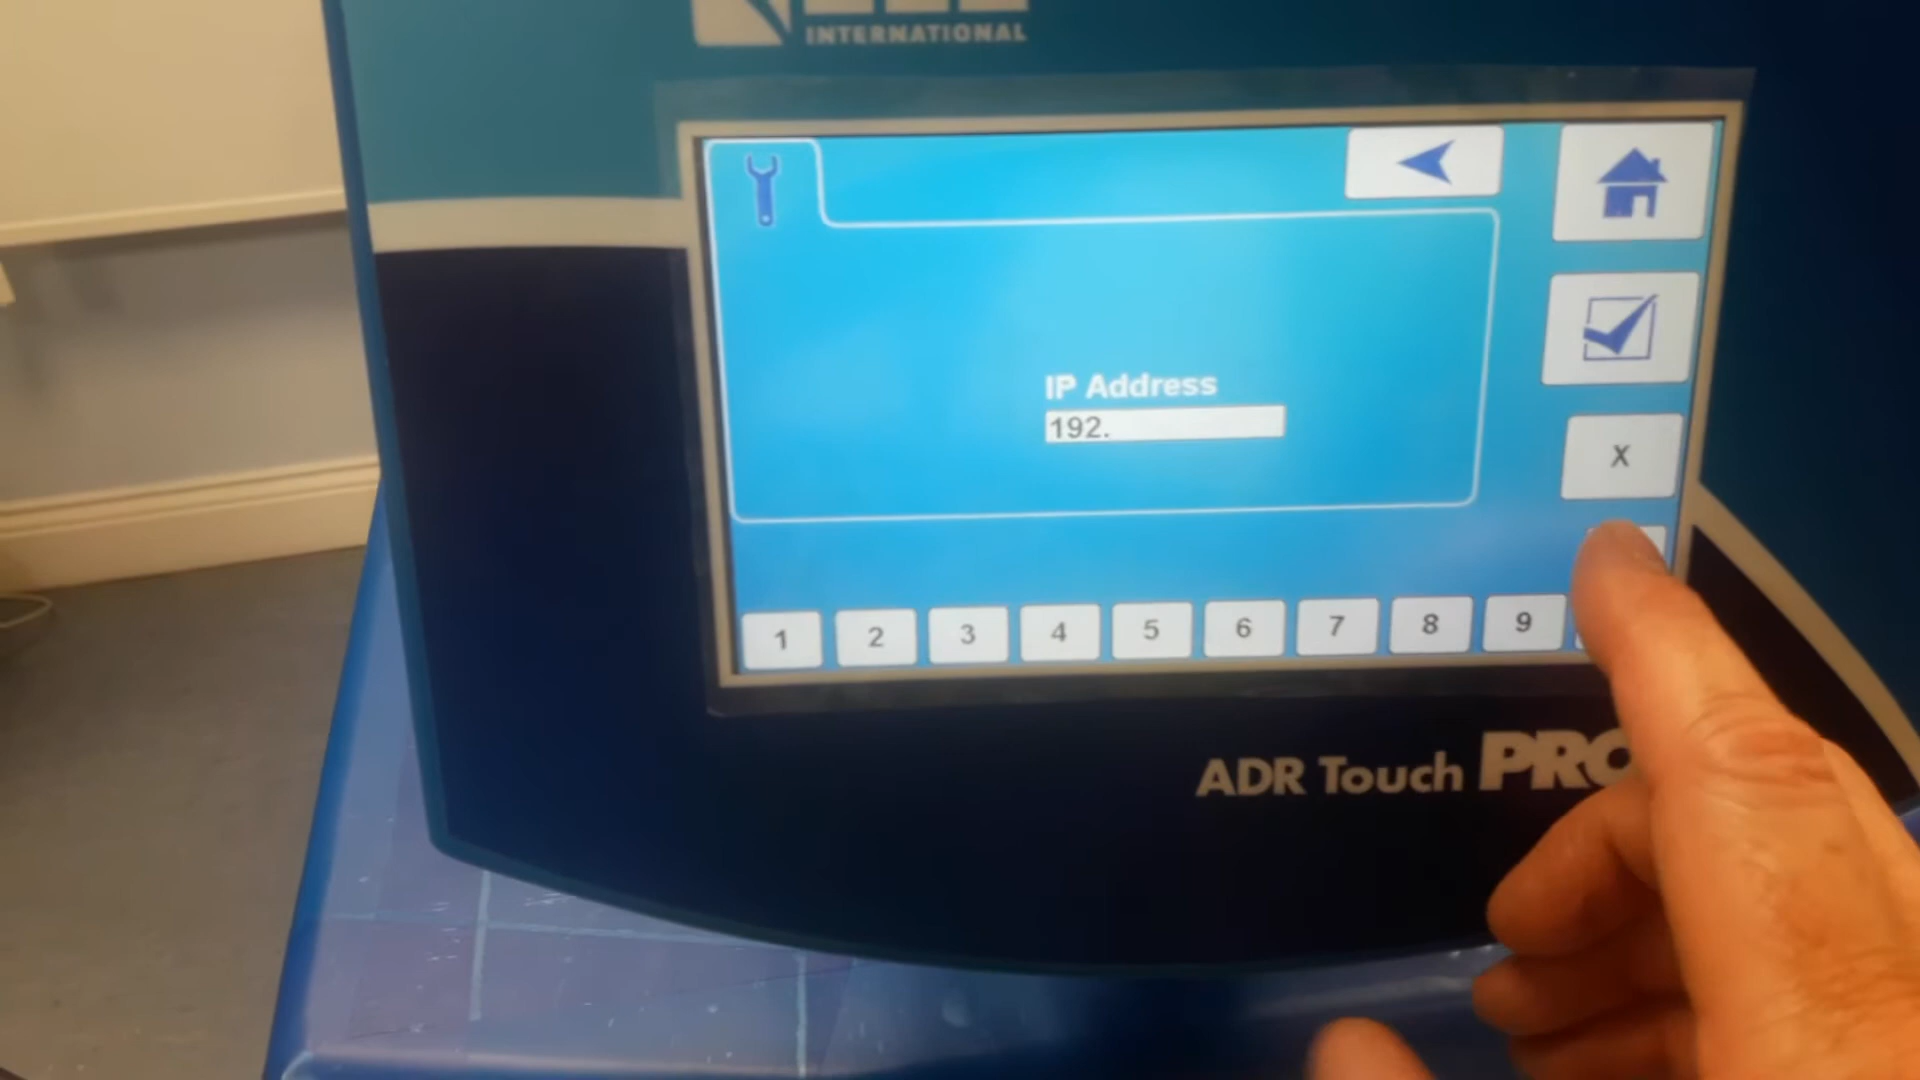 INTERNATIONAL
IP Address
192.
X
1 2 3 4 5 6 7 8 9
ADR Touch PRO